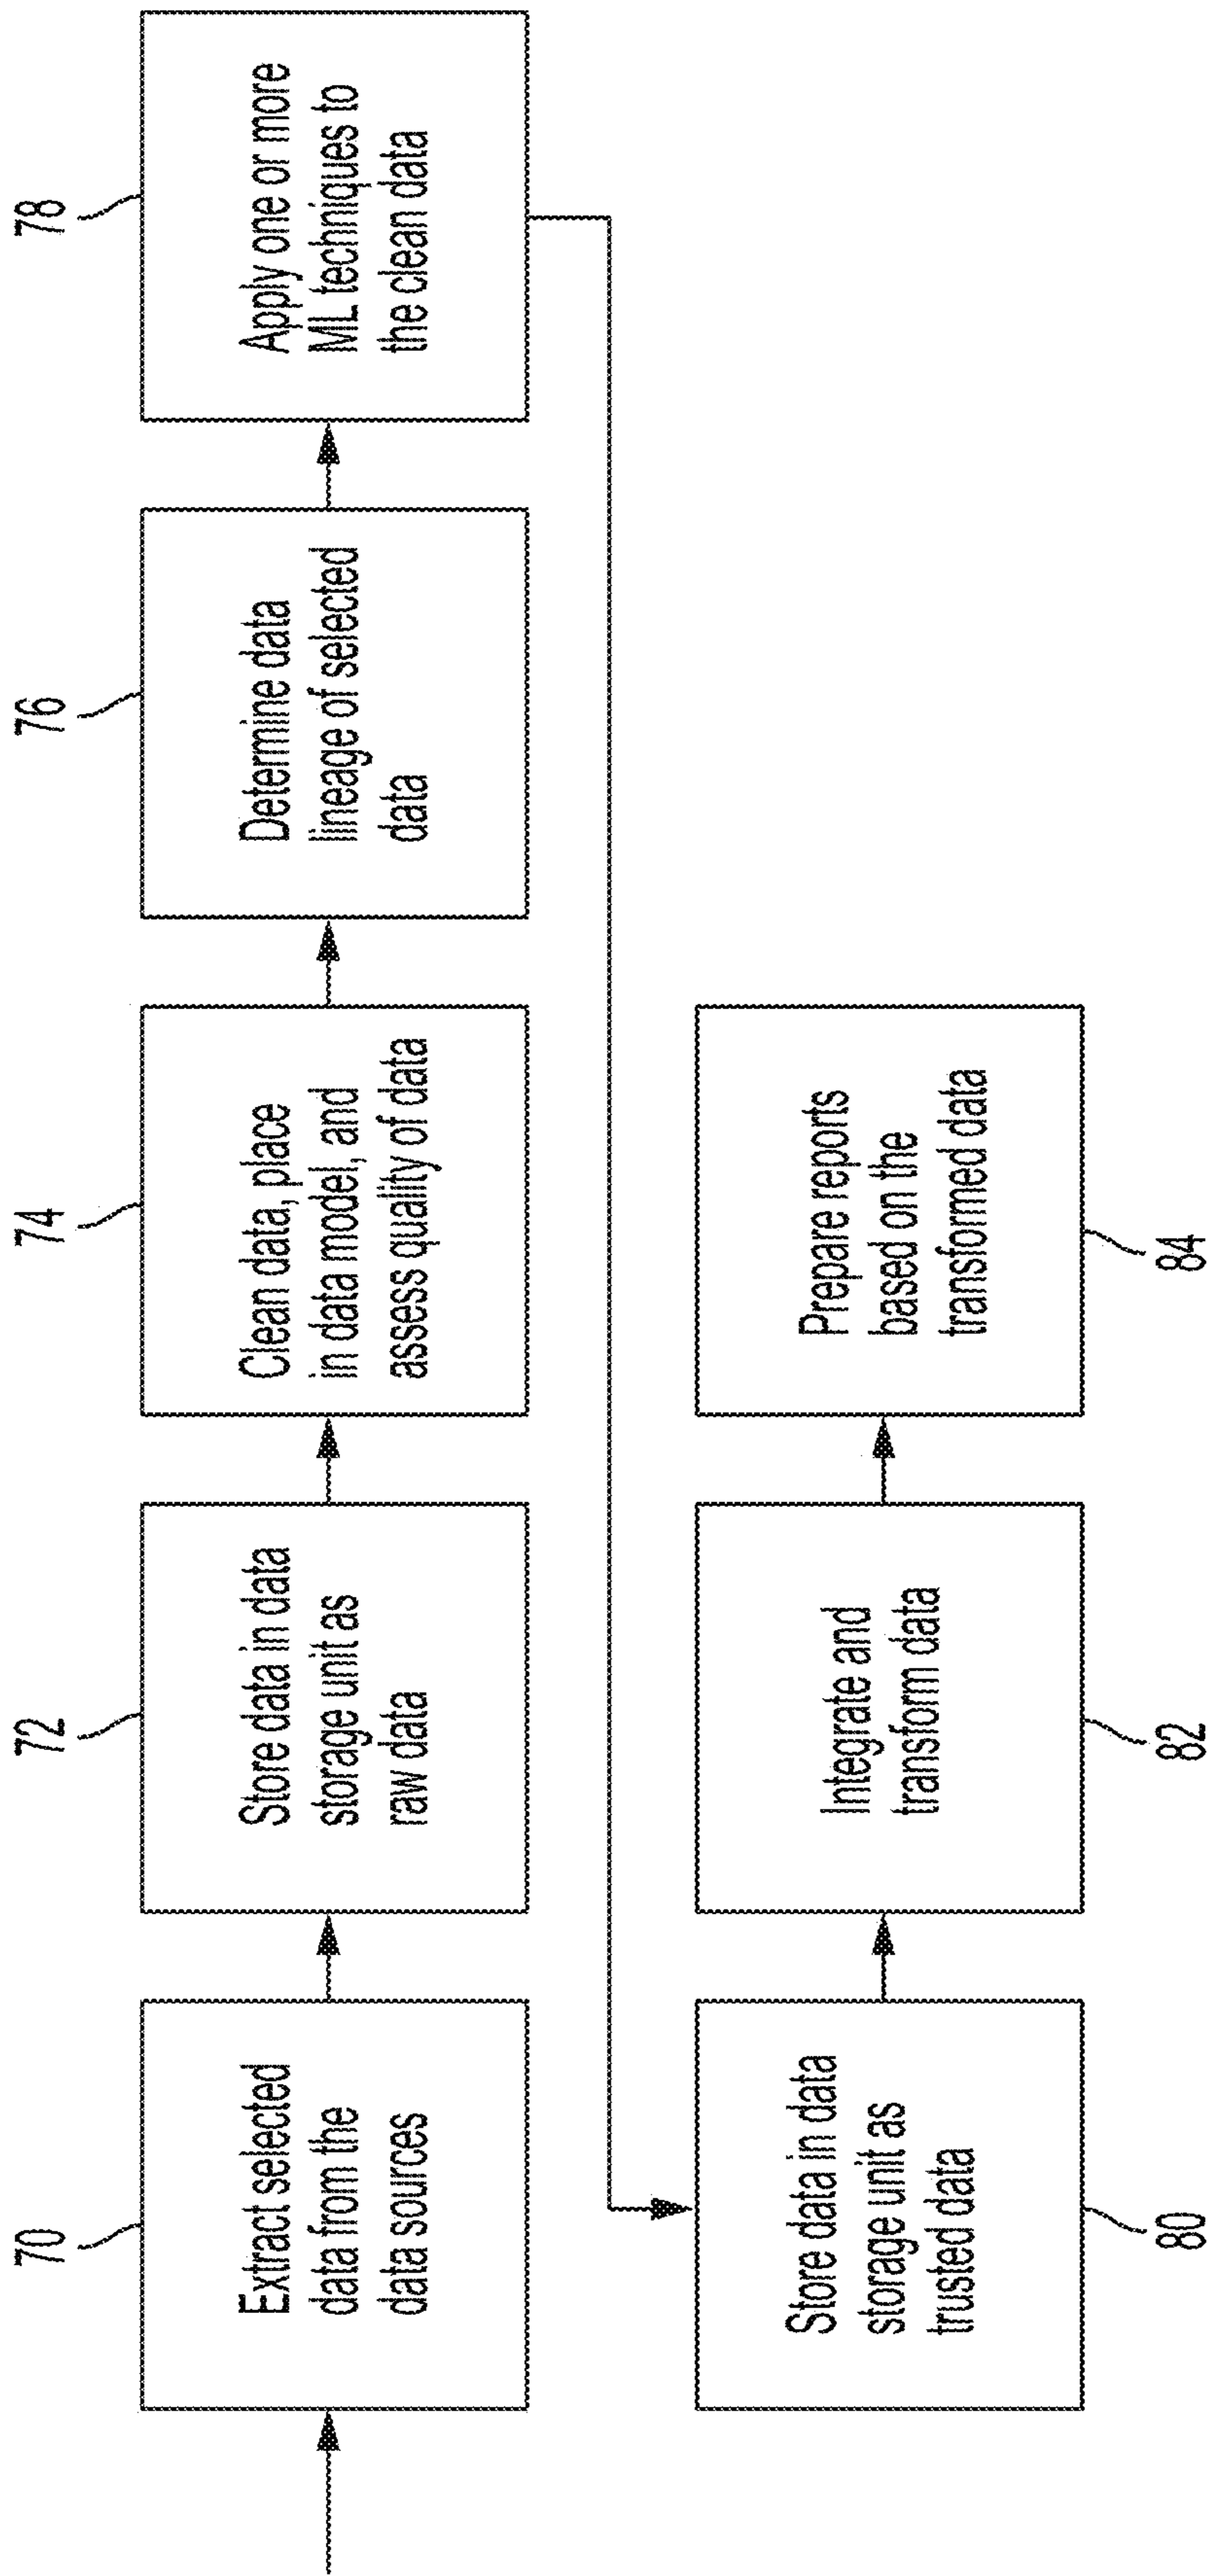 70
Extract selected
data from the
data sources
72
Store data in data
storage unit as
raw data
74
Clean data, place
in data model, and
assess quality of data
76
Determine data
lineage of selected
data
78
Apply one or more
ML techniques to
the clean data
Store data in data
storage unit as
trusted data
80
Integrate and
transform data
82
Prepare reports
based on the
transformed data
84